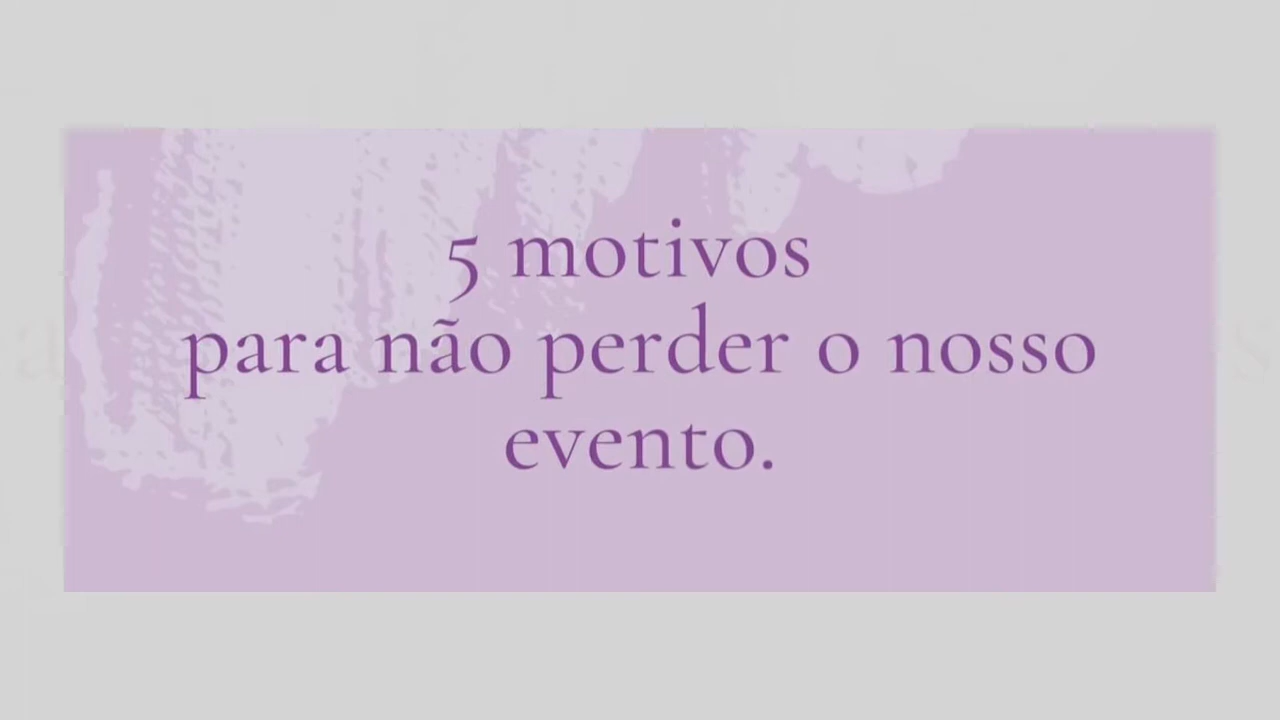 5 motivos
para não perder o nosso
evento.